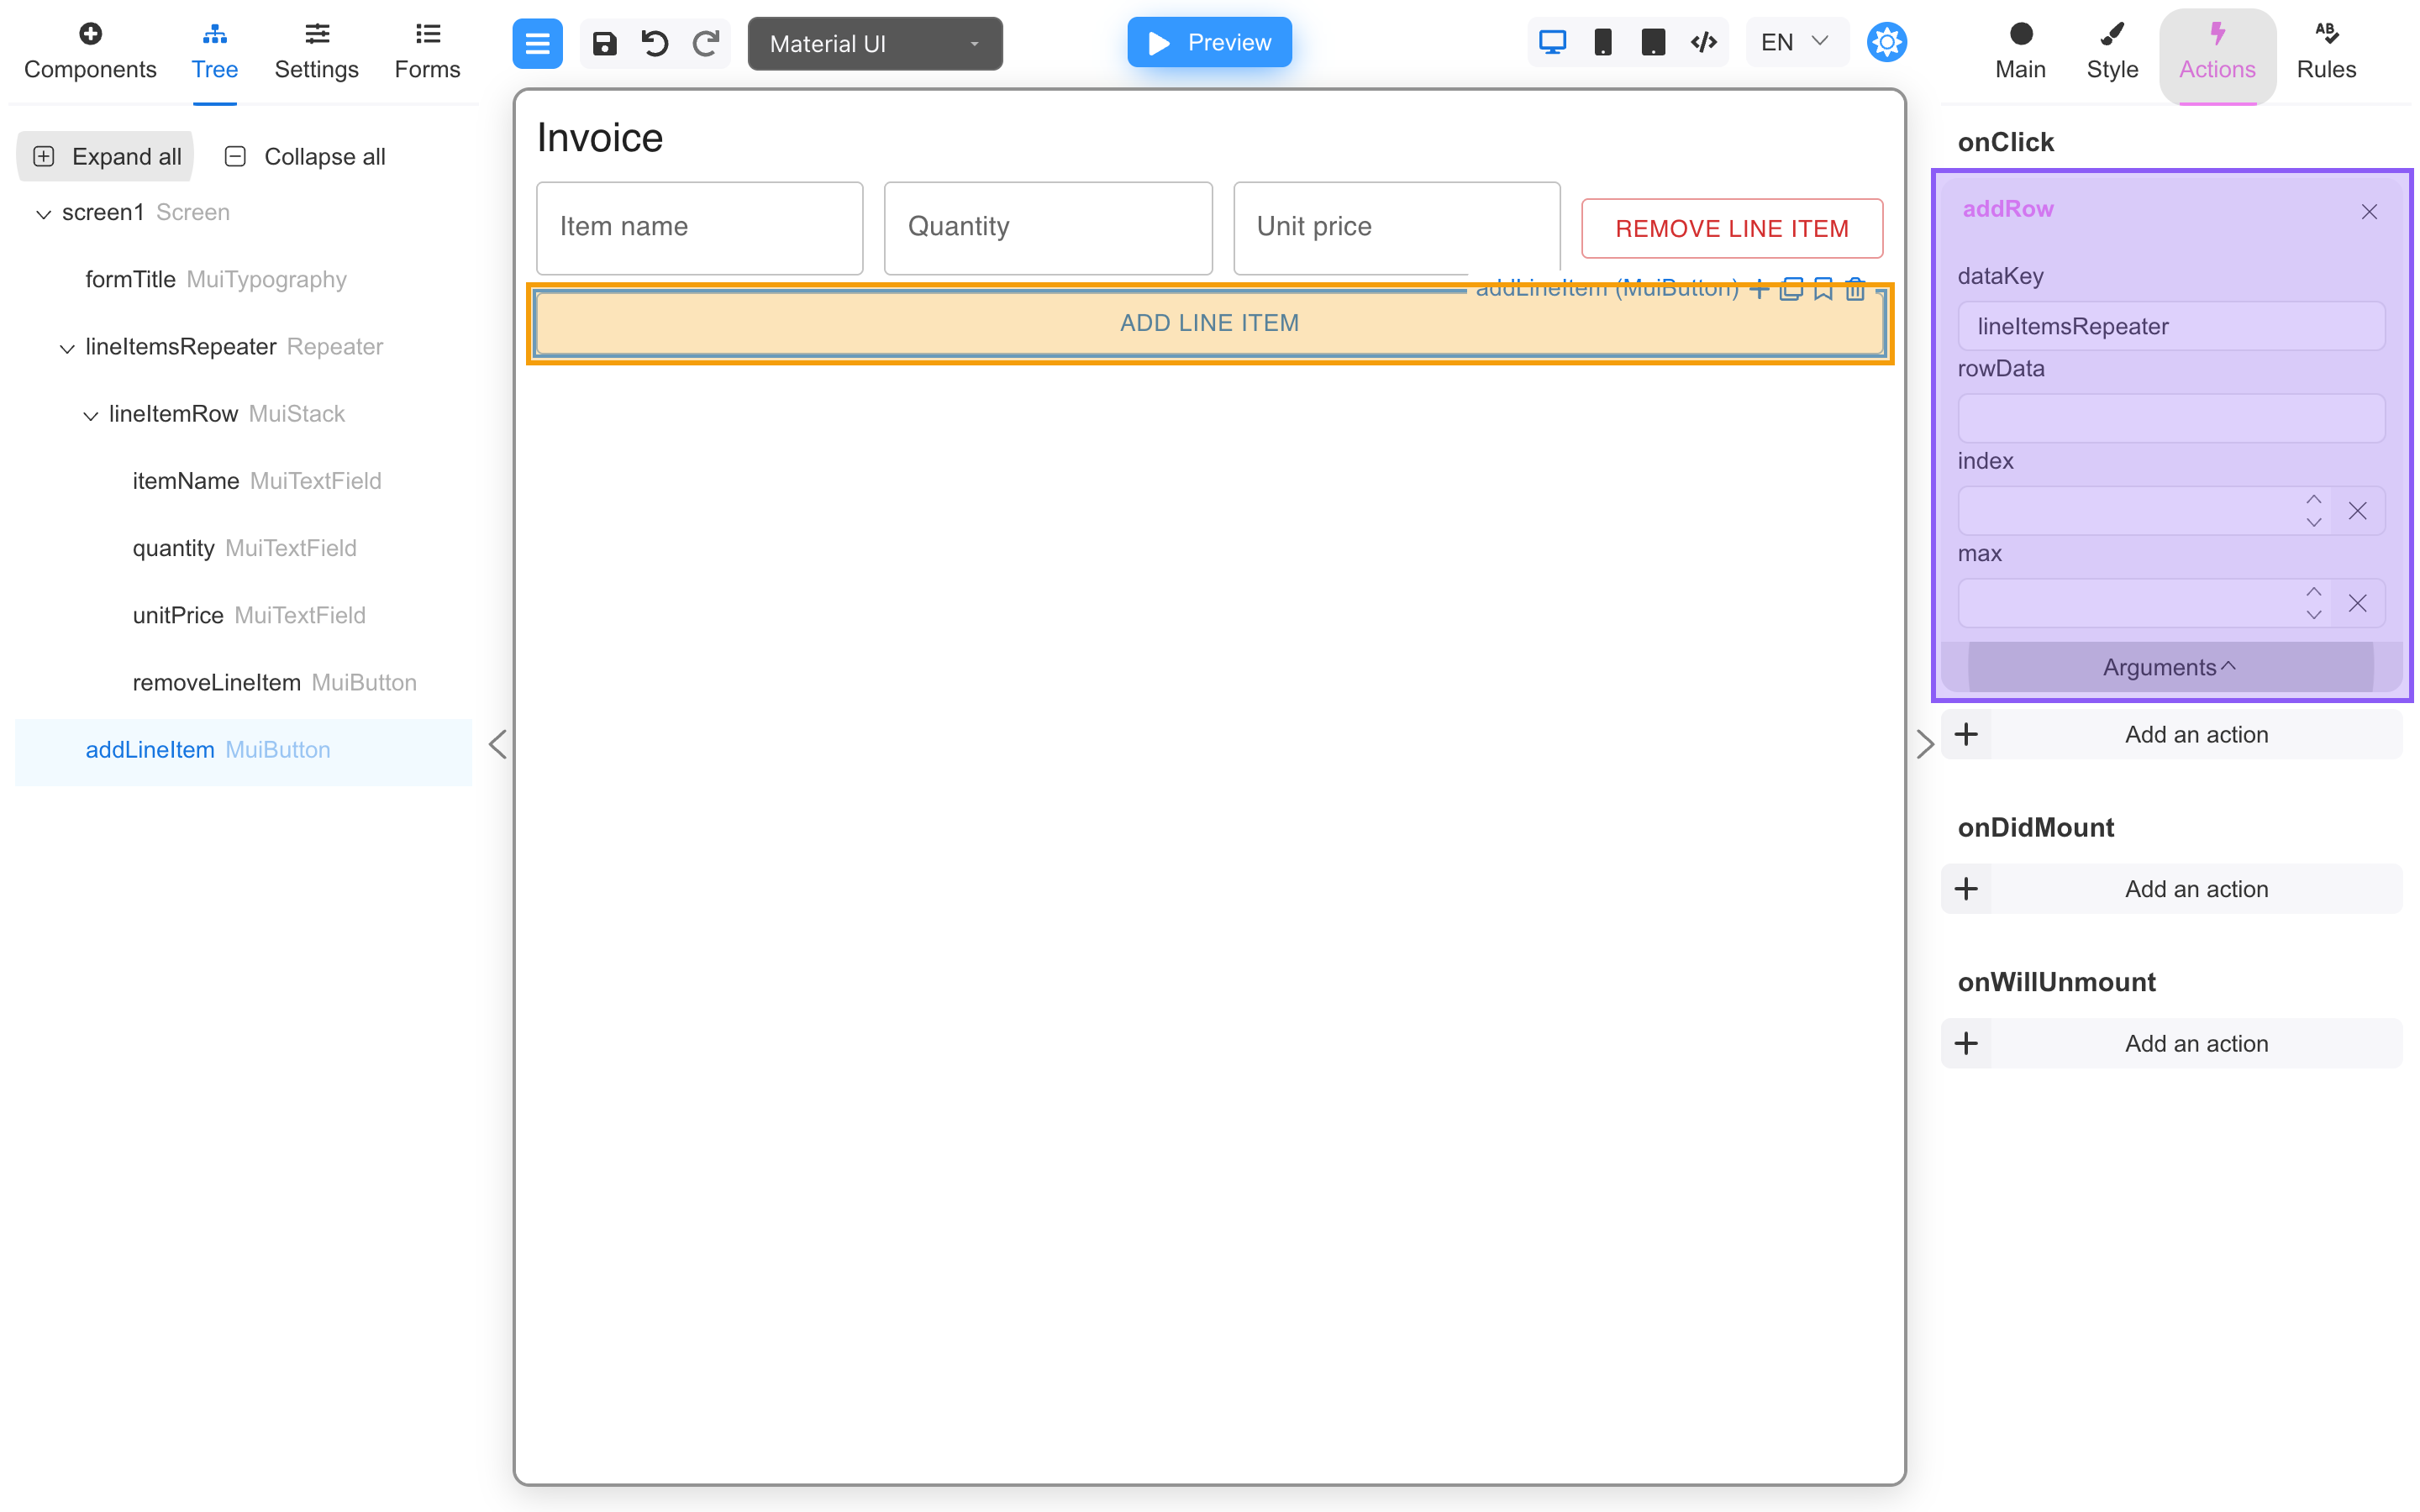 Components
Tree
Settings
Forms
Material UI
Preview
EN
Main
Style
Actions
AB
Rules
Expand all
Collapse all
screen1 Screen
formTitle MuiTypography
lineItemsRepeater Repeater
lineItemRow MuiStack
itemName MuiTextField
quantity MuiTextField
unitPrice MuiTextField
removeLineItem MuiButton
addLineItem MuiButton
Invoice
Item name
Quantity
Unit price
REMOVE LINE ITEM
addLineItem (MuiButton)
ADD LINE ITEM
onClick
addRow
dataKey
lineItemsRepeater
rowData
index
max
Arguments
Add an action
onDidMount
Add an action
onWillUnmount
Add an action